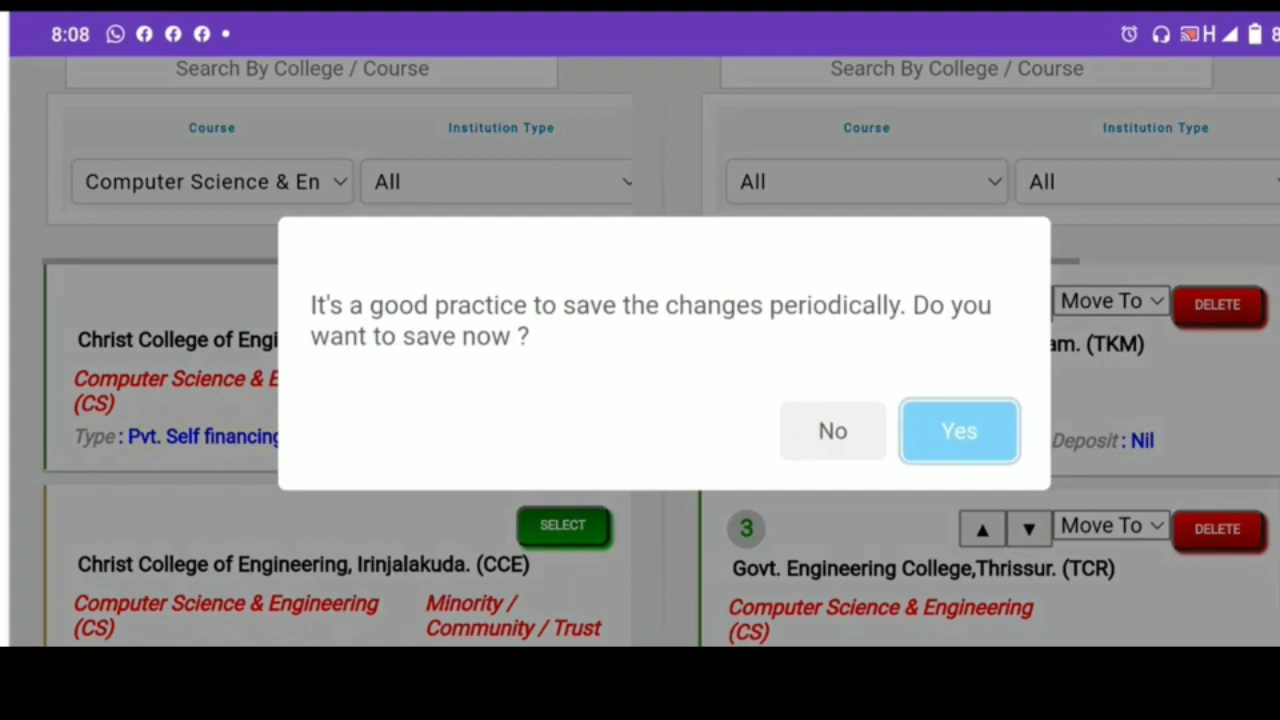 8:08
H
8
Search By College / Course
Search By College / Course
Course
Institution Type
Course
Institution Type
Computer Science & En
All
All
All
It's a good practice to save the changes periodically. Do you
want to save now ?
No
Yes
Christ College of Engi
Computer Science & E
(CS)
Type : Pvt. Self financing
Move To
DELETE
am. (TKM)
Deposit : Nil
SELECT
Christ College of Engineering, Irinjalakuda. (CCE)
Computer Science & Engineering
(CS)
Minority /
Community / Trust
3
▲
▼
Move To
DELETE
Govt. Engineering College,Thrissur. (TCR)
Computer Science & Engineering
(CS)